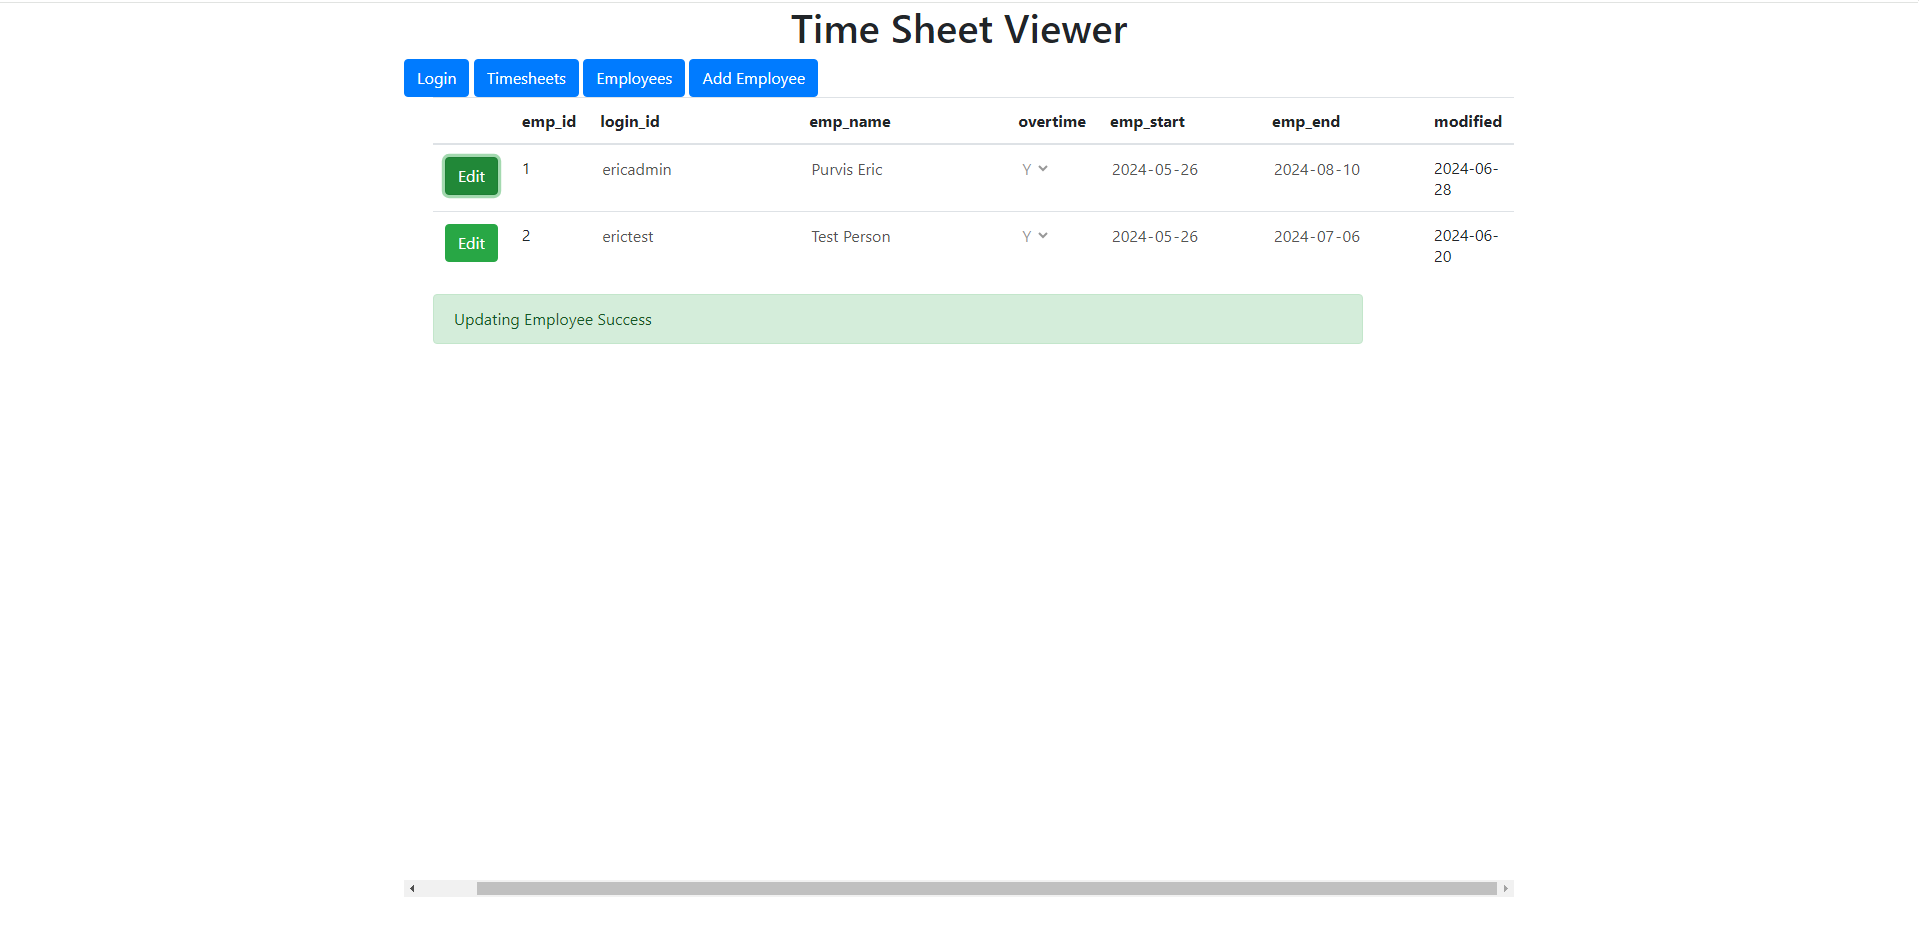 Time Sheet Viewer
Login Timesheets Employees Add Employee
emp_id login_id emp_name overtime emp_start emp_end modified
Edit 1 ericadmin Purvis Eric Y 2024-05-26 2024-08-10 2024-06-
28
Edit 2 erictest Test Person Y 2024-05-26 2024-07-06 2024-06-
20
Updating Employee Success